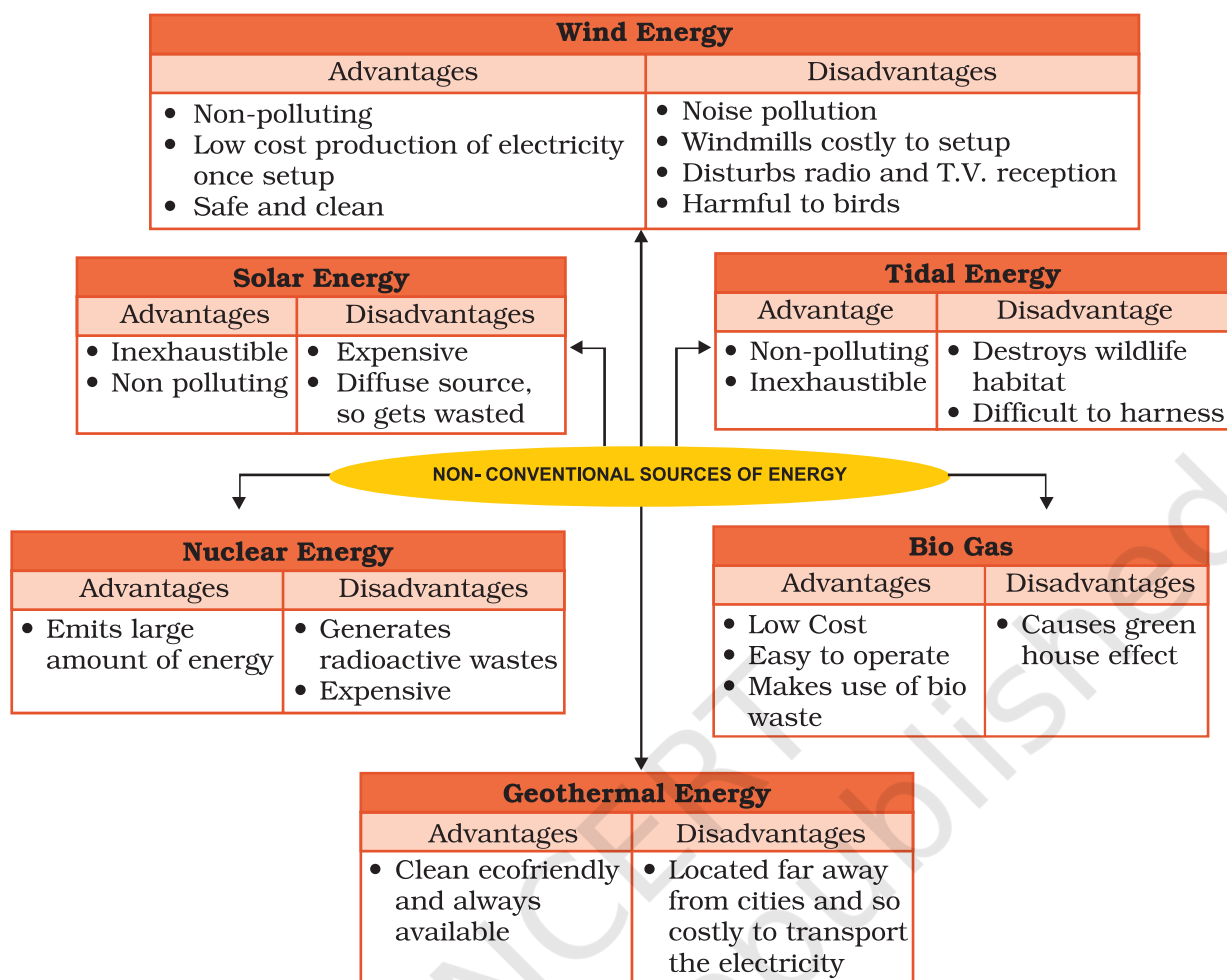 Wind Energy
Advantages
Disadvantages
• Non-polluting
• Low cost production of electricity
once setup
• Safe and clean
• Noise pollution
• Windmills costly to setup
• Disturbs radio and T.V. reception
• Harmful to birds
Solar Energy
Advantages
Disadvantages
• Inexhaustible
• Non polluting
• Expensive
• Diffuse source,
so gets wasted
Tidal Energy
Advantage
Disadvantage
• Non-polluting
• Inexhaustible
• Destroys wildlife
habitat
• Difficult to harness
NON- CONVENTIONAL SOURCES OF ENERGY
Nuclear Energy
Advantages
Disadvantages
• Emits large
amount of energy
• Generates
radioactive wastes
• Expensive
Bio Gas
Advantages
Disadvantages
• Low Cost
• Easy to operate
• Makes use of bio
waste
• Causes green
house effect
Geothermal Energy
Advantages
Disadvantages
• Clean ecofriendly
and always
available
• Located far away
from cities and so
costly to transport
the electricity
NCERT